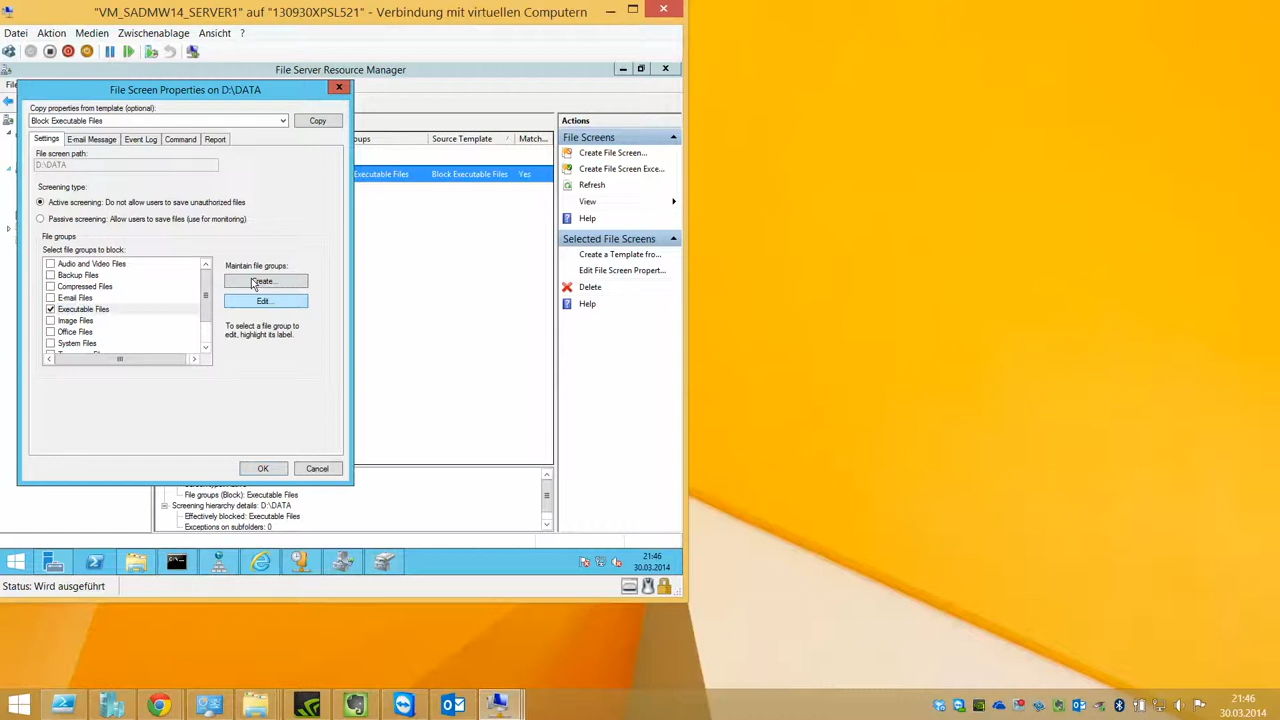 "VM_SADMW14_SERVER1" auf "130930XPSL521" - Verbindung mit virtuellen Computern
Datei Aktion Medien Zwischenablage Ansicht ?
File Server Resource Manager
File Screen Properties on D:\DATA
Copy properties from template (optional):
Block Executable Files
Copy
Settings
E-mail Message
Event Log
Command
Report
File screen path:
D:\DATA
Screening type:
Active screening: Do not allow users to save unauthorized files
Passive screening: Allow users to save files (use for monitoring)
File groups
Select file groups to block:
Audio and Video Files
Backup Files
Compressed Files
E-mail Files
Executable Files
Image Files
Office Files
System Files
Maintain file groups:
Create...
Edit...
To select a file group to
edit, highlight its label.
OK
Cancel
Source Template
Match...
Executable Files
Block Executable Files
Yes
File groups (Block): Executable Files
Screening hierarchy details: D:\DATA
Effectively blocked: Executable Files
Exceptions on subfolders: 0
Actions
File Screens
Create File Screen...
Create File Screen Exce...
Refresh
View
Help
Selected File Screens
Create a Template fro...
Edit File Screen Propert...
Delete
Help
21:46
30.03.2014
Status: Wird ausgeführt
21:46
30.03.2014